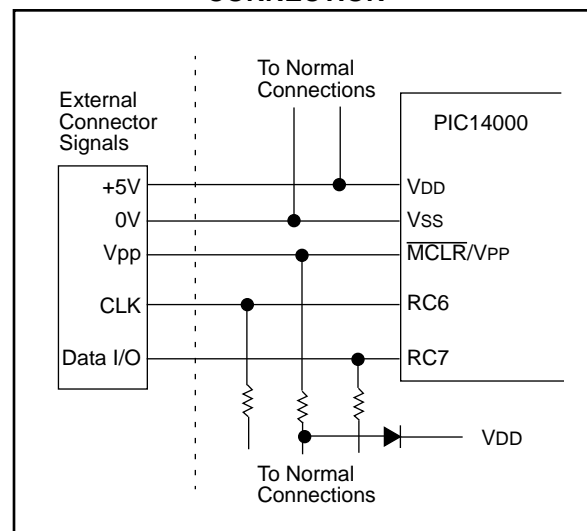 CONNECTION
To Normal
Connections
External
Connector
Signals
PIC14000
+5V
VDD
0V
VSS
Vpp
MCLR/VPP
CLK
RC6
Data I/O
RC7
VDD
To Normal
Connections